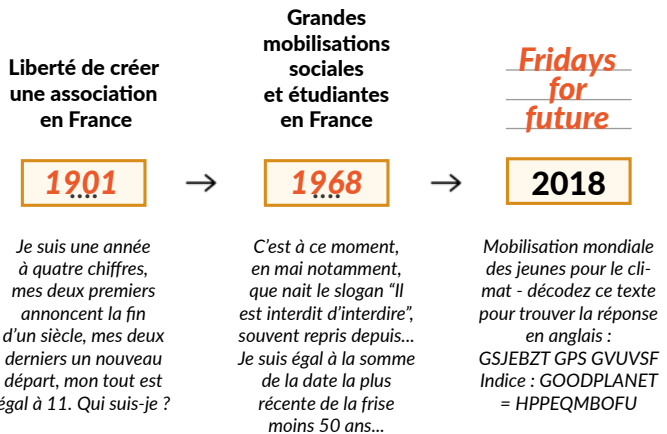 Liberté de créer
une association
en France
1901
Je suis une année
à quatre chiffres,
mes deux premiers
annoncent la fin
d'un siècle, mes deux
derniers un nouveau
départ, mon tout est
égal à 11. Qui suis-je ?
Grandes
mobilisations
sociales
et étudiantes
en France
1968
C'est à ce moment,
en mai notamment,
que nait le slogan “Il
est interdit d'interdire”,
souvent repris depuis...
Je suis égal à la somme
de la date la plus
récente de la frise
moins 50 ans...
Fridays
for
future
2018
Mobilisation mondiale
des jeunes pour le cli-
mat - décodez ce texte
pour trouver la réponse
en anglais :
GSJEBZT GPS GVUVSF
Indice : GOODPLANET
= HPPEQMBOFU